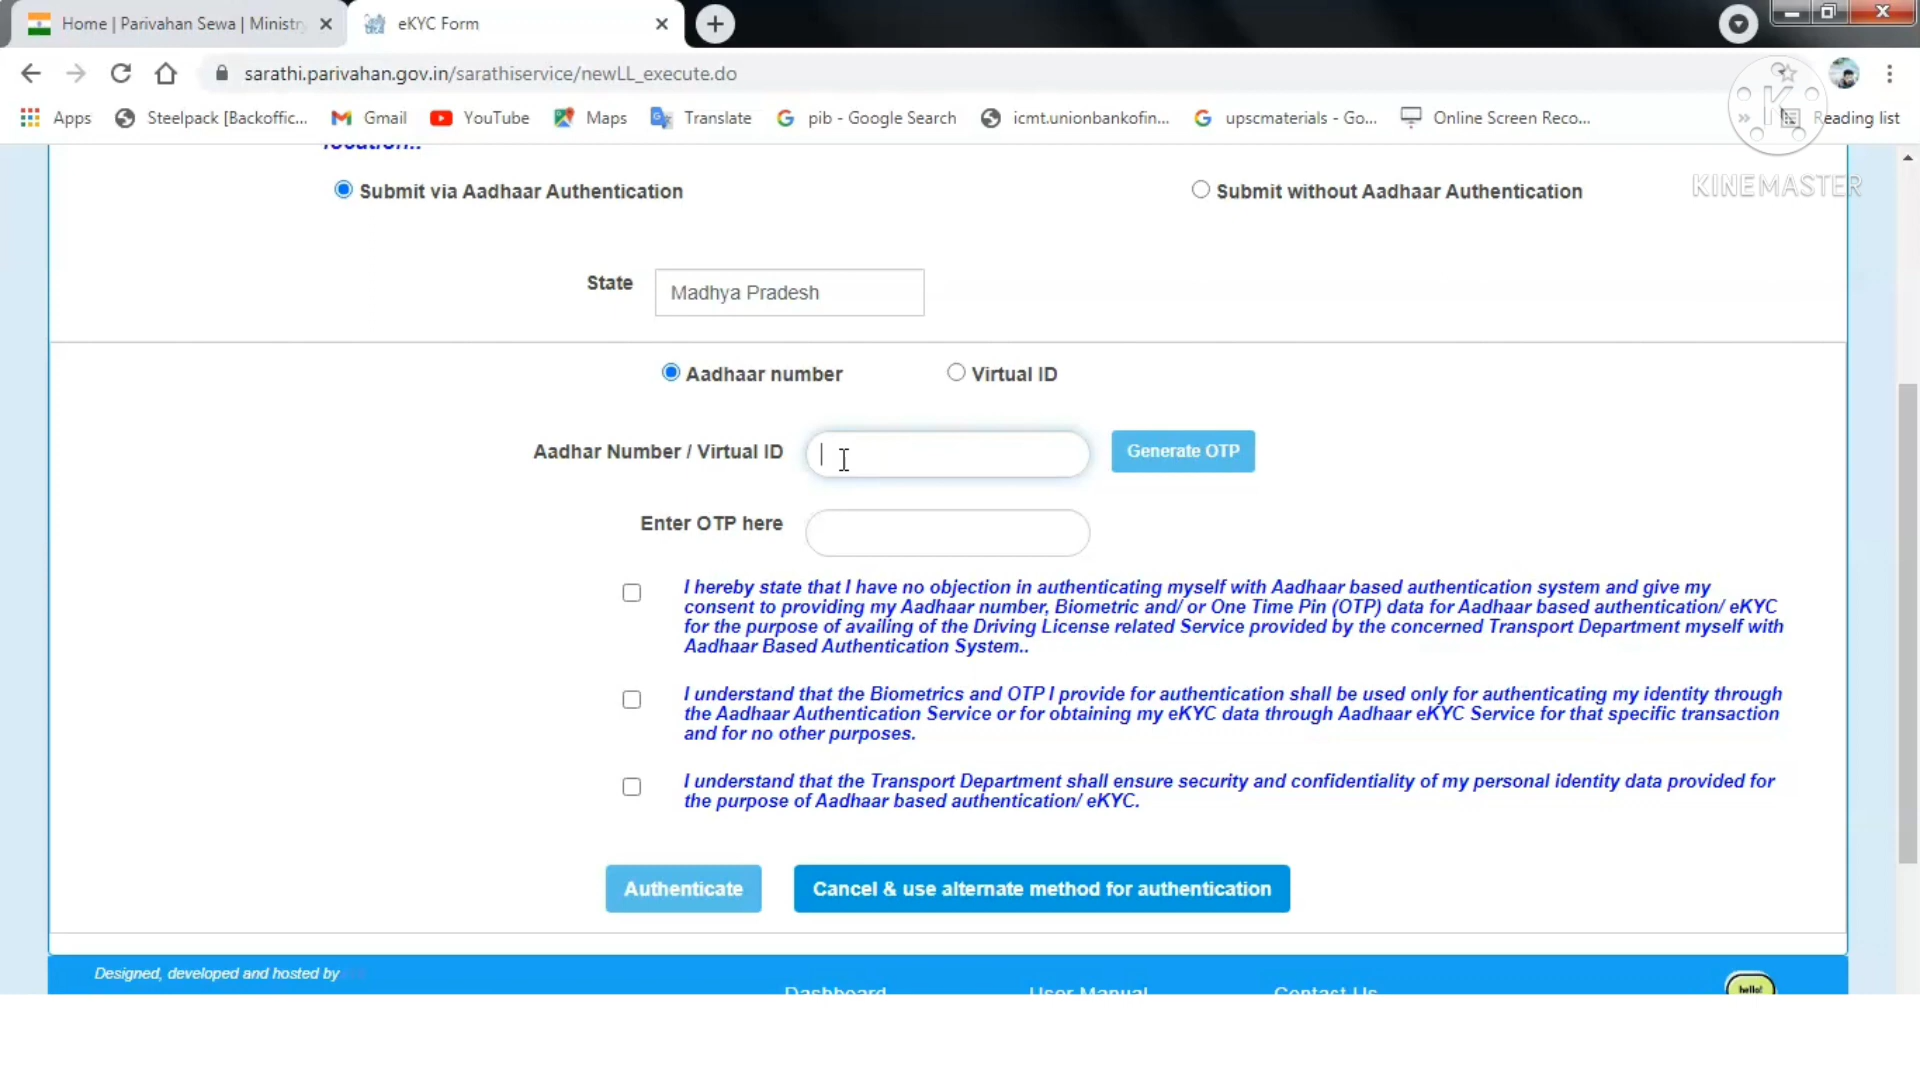 Home | Parivahan Sewa | Ministry
eKYC Form
sarathi.parivahan.gov.in/sarathiservice/newLL_execute.do
Apps
Steelpack [Backoffic...
Gmail
YouTube
Maps
Translate
pib - Google Search
icmt.unionbankofin...
upscmaterials - Go...
Online Screen Reco...
»
Reading list
KINEMASTER
location..
Submit via Aadhaar Authentication
Submit without Aadhaar Authentication
State
Madhya Pradesh
Aadhaar number
Virtual ID
Aadhar Number / Virtual ID
Generate OTP
Enter OTP here
I hereby state that I have no objection in authenticating myself with Aadhaar based authentication system and give my
consent to providing my Aadhaar number, Biometric and/ or One Time Pin (OTP) data for Aadhaar based authentication/ eKYC
for the purpose of availing of the Driving License related Service provided by the concerned Transport Department myself with
Aadhaar Based Authentication System..
I understand that the Biometrics and OTP I provide for authentication shall be used only for authenticating my identity through
the Aadhaar Authentication Service or for obtaining my eKYC data through Aadhaar eKYC Service for that specific transaction
and for no other purposes.
I understand that the Transport Department shall ensure security and confidentiality of my personal identity data provided for
the purpose of Aadhaar based authentication/ eKYC.
Authenticate
Cancel & use alternate method for authentication
Designed, developed and hosted by
Dashboard
User Manual
Contact Us
hello!